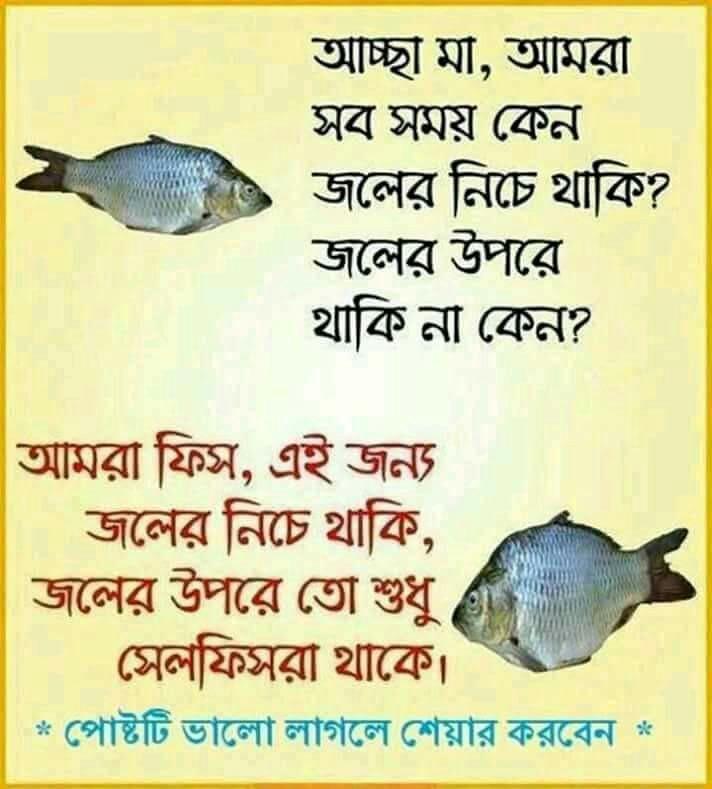 আচ্ছা মা, আমরা
সব সময় কেন
জলের নিচে থাকি?
জলের উপরে
থাকি না কেন?
আমরা ফিস, এই জন্য
জলের নিচে থাকি,
জলের উপরে তো শুধু
সেলফিসরা থাকে।
* পোষ্টটি ভালো লাগলে শেয়ার করবেন *